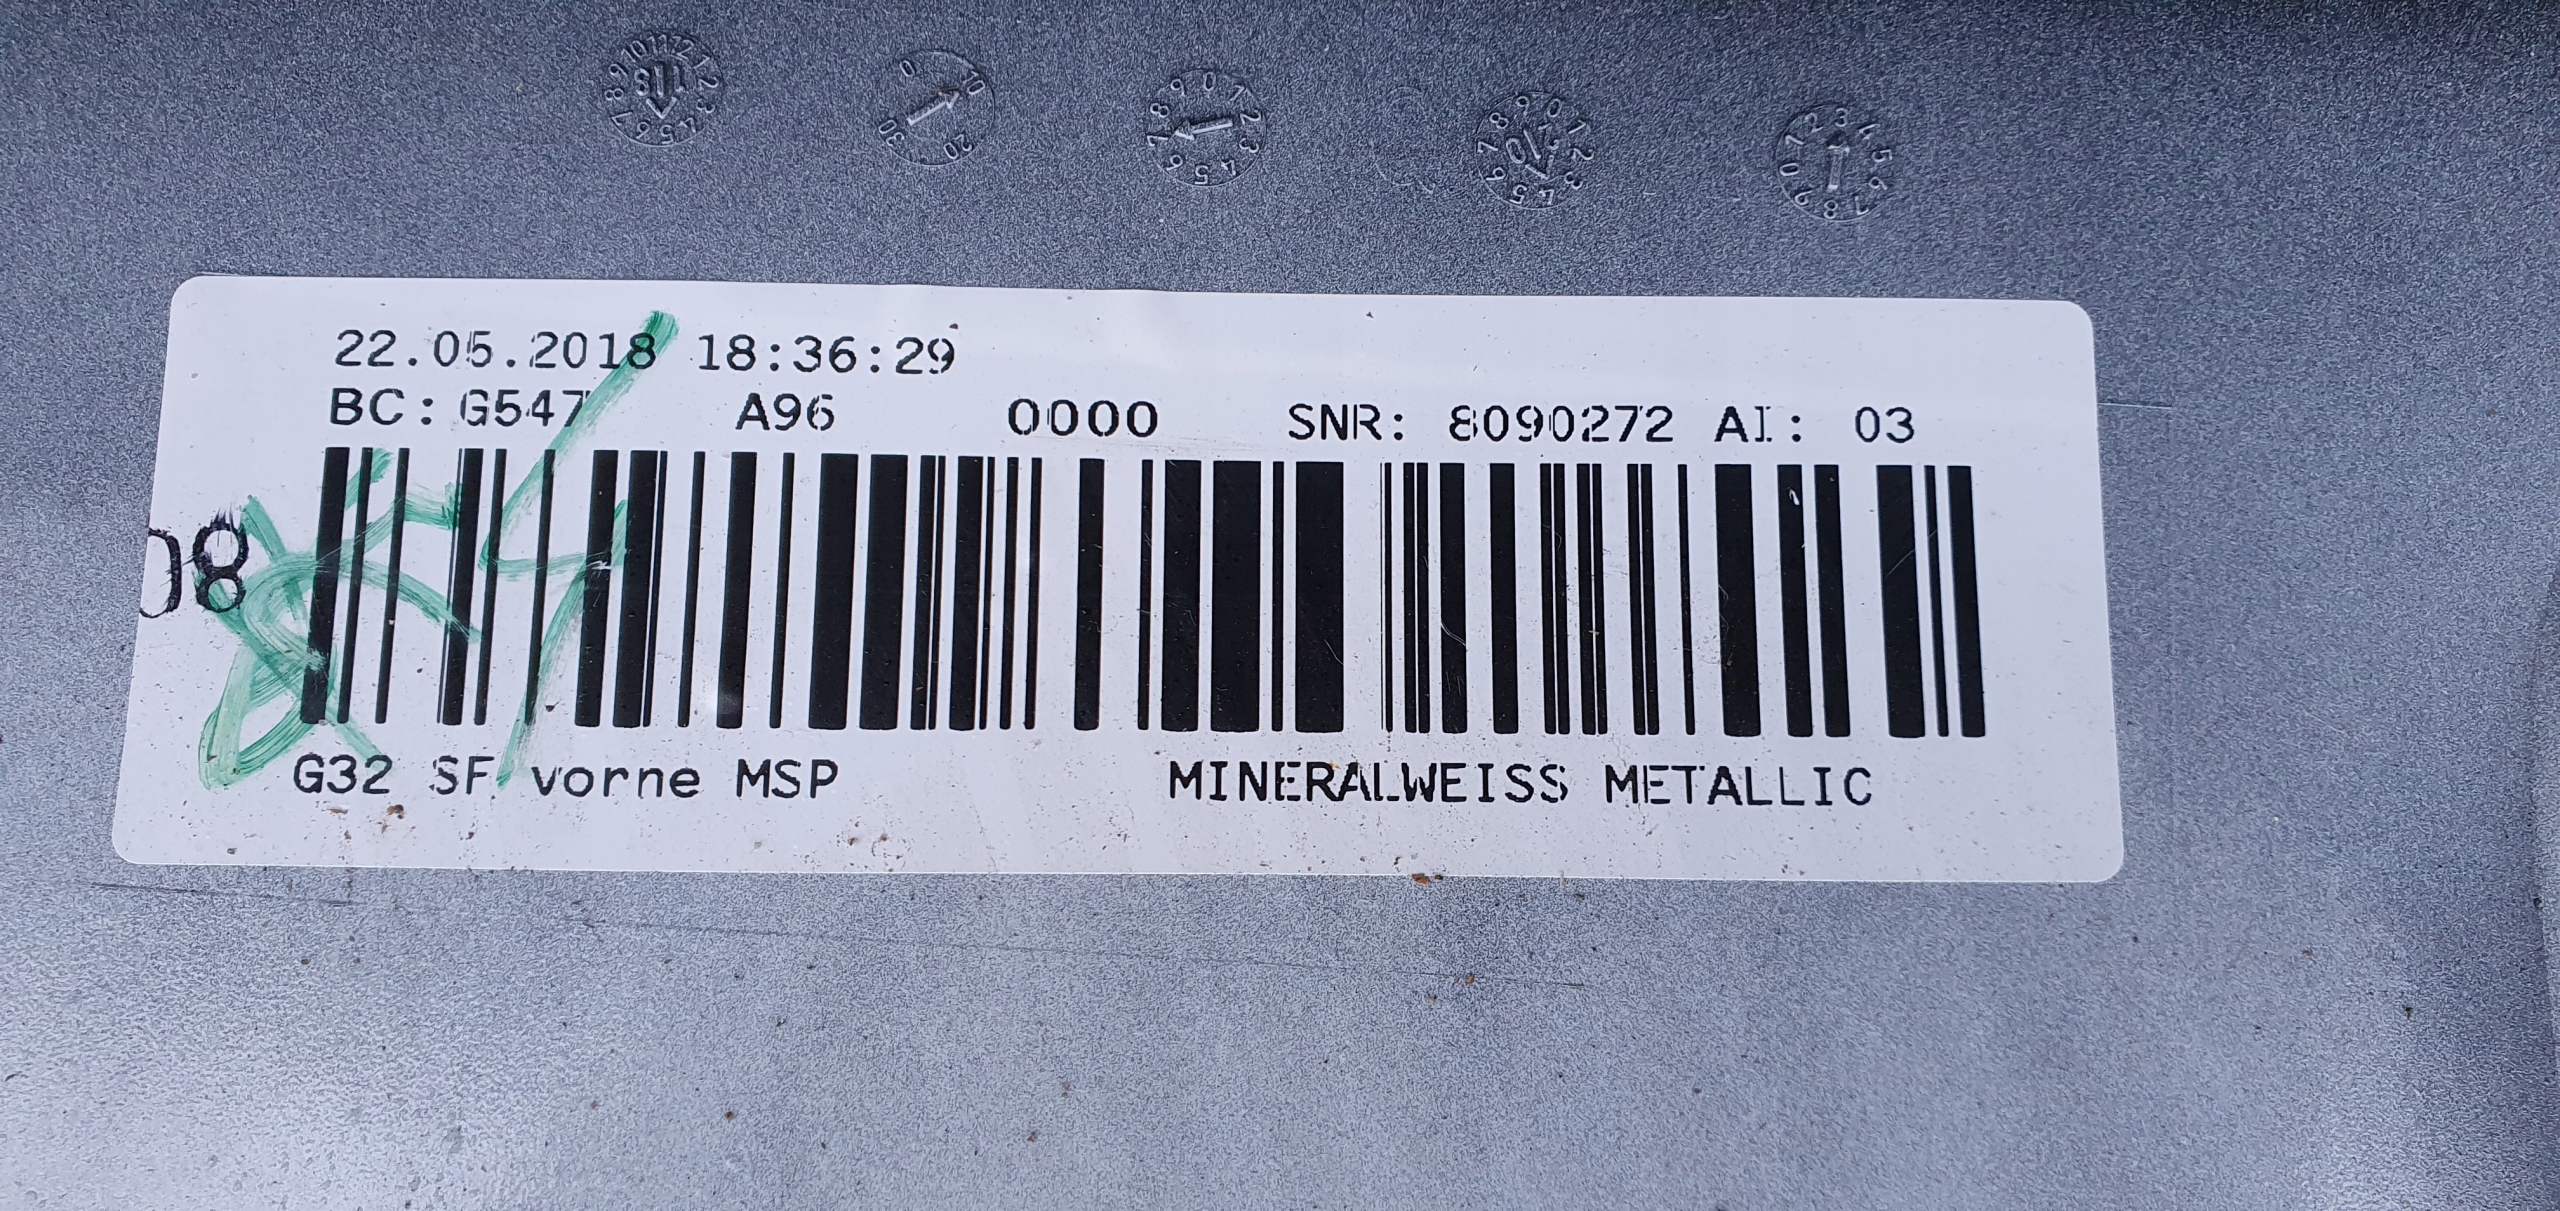 22.05.2018 18:36:29
BC: G547 A96 0000 SNR: 8090272 AI: 03
08
G32 SF vorne MSP MINERALWEISS METALLIC